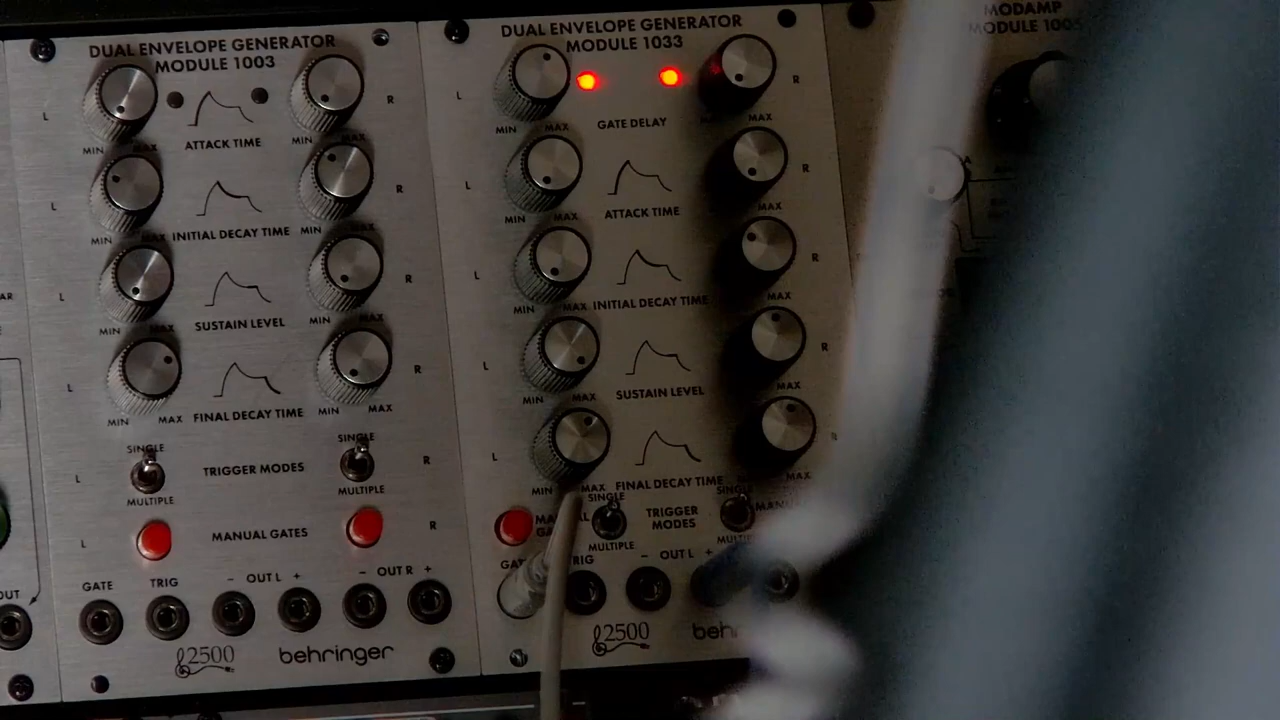 DUAL ENVELOPE GENERATOR
MODULE 1003
L
R
MIN
MAX
ATTACK TIME
MIN
MAX
L
R
MIN
MAX
INITIAL DECAY TIME
MIN
MAX
L
R
MIN
MAX
SUSTAIN LEVEL
MIN
MAX
L
R
MIN
MAX
FINAL DECAY TIME
MIN
MAX
SINGLE
SINGLE
L
TRIGGER MODES
R
MULTIPLE
MULTIPLE
L
MANUAL GATES
R
GATE
TRIG
- OUT L +
- OUT R +
2500
behringer
DUAL ENVELOPE GENERATOR
MODULE 1033
L
R
MIN
MAX
GATE DELAY
MAX
L
R
MIN
MAX
ATTACK TIME
MAX
L
R
MIN
MAX
INITIAL DECAY TIME
MAX
L
R
MIN
MAX
SUSTAIN LEVEL
MAX
L
R
MIN
MAX
FINAL DECAY TIME
MAX
SINGLE
SINGLE
TRIGGER
MODES
MULTIPLE
- OUT L +
2500
MODAMP
MODULE 1005
OUT